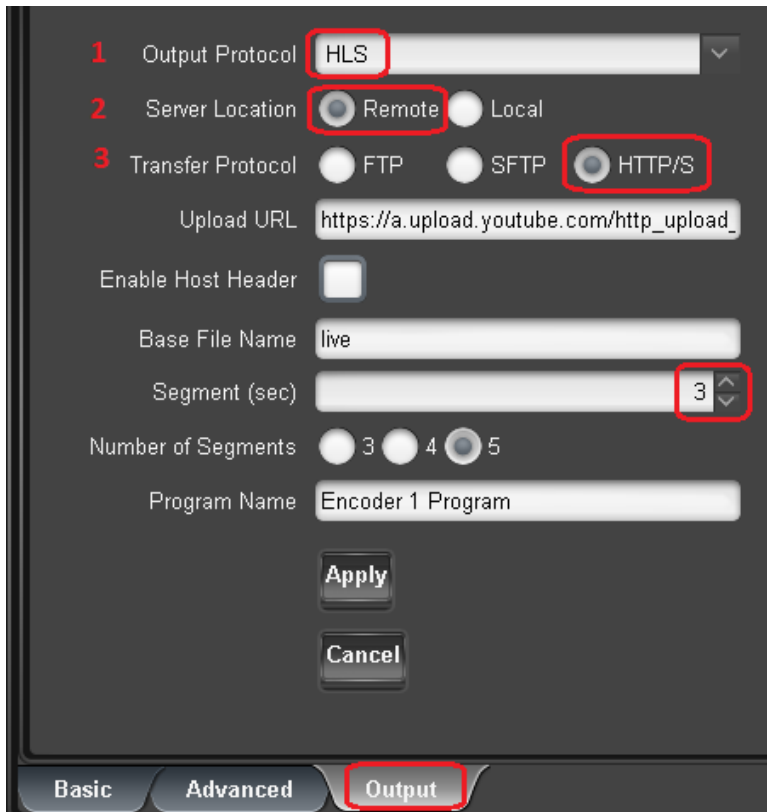 1 Output Protocol HLS
2 Server Location Remote Local
3 Transfer Protocol FTP SFTP HTTP/S
Upload URL https://a.upload.youtube.com/http_upload_
Enable Host Header
Base File Name live
Segment (sec) 3
Number of Segments 3 4 5
Program Name Encoder 1 Program
Apply
Cancel
Basic Advanced Output